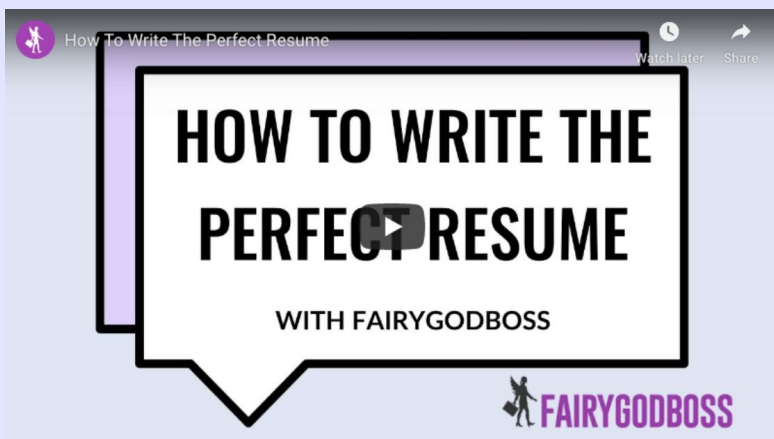 How To Write The Perfect Resume
Watch later
Share
HOW TO WRITE THE
PERFECT RESUME
WITH FAIRYGODBOSS
FAIRYGODBOSS